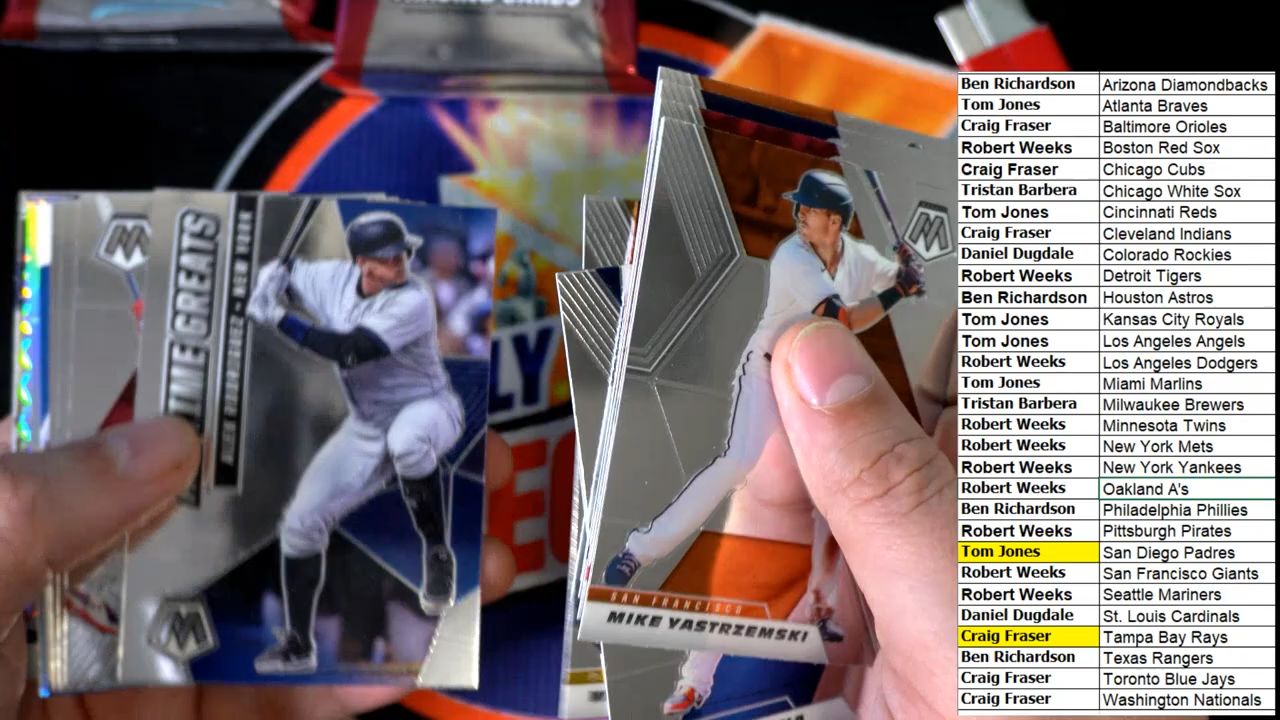 TIME GREATS
ALEX RODRIGUEZ - NEW YORK
M
M
LY
M
SAN FRANCISCO
MIKE YASTRZEMSKI
Ben Richardson Arizona Diamondbacks
Tom Jones Atlanta Braves
Craig Fraser Baltimore Orioles
Robert Weeks Boston Red Sox
Craig Fraser Chicago Cubs
Tristan Barbera Chicago White Sox
Tom Jones Cincinnati Reds
Craig Fraser Cleveland Indians
Daniel Dugdale Colorado Rockies
Robert Weeks Detroit Tigers
Ben Richardson Houston Astros
Tom Jones Kansas City Royals
Tom Jones Los Angeles Angels
Robert Weeks Los Angeles Dodgers
Tom Jones Miami Marlins
Tristan Barbera Milwaukee Brewers
Robert Weeks Minnesota Twins
Robert Weeks New York Mets
Robert Weeks New York Yankees
Robert Weeks Oakland A's
Ben Richardson Philadelphia Phillies
Robert Weeks Pittsburgh Pirates
Tom Jones San Diego Padres
Robert Weeks San Francisco Giants
Robert Weeks Seattle Mariners
Daniel Dugdale St. Louis Cardinals
Craig Fraser Tampa Bay Rays
Ben Richardson Texas Rangers
Craig Fraser Toronto Blue Jays
Craig Fraser Washington Nationals